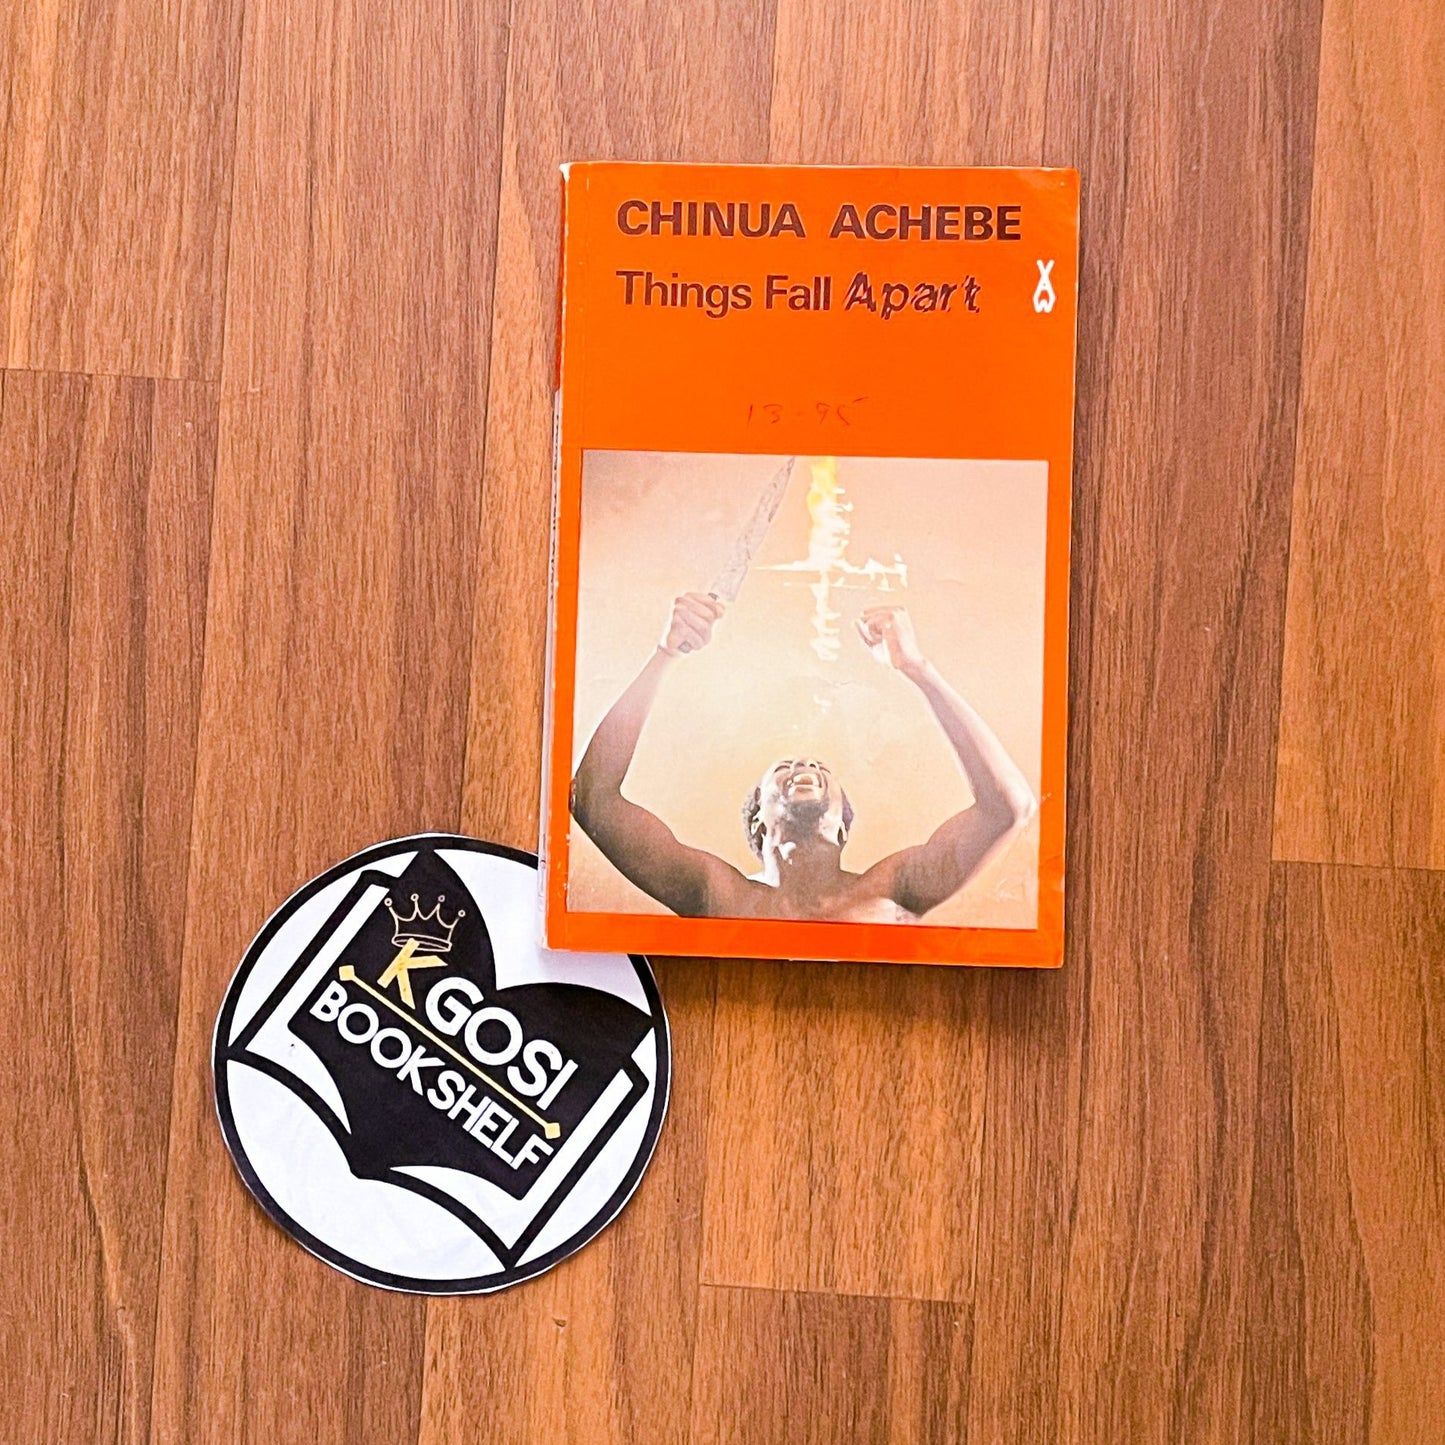 CHINUA ACHEBE
Things Fall Apart
13-95
KGOSI
BOOKSHELF